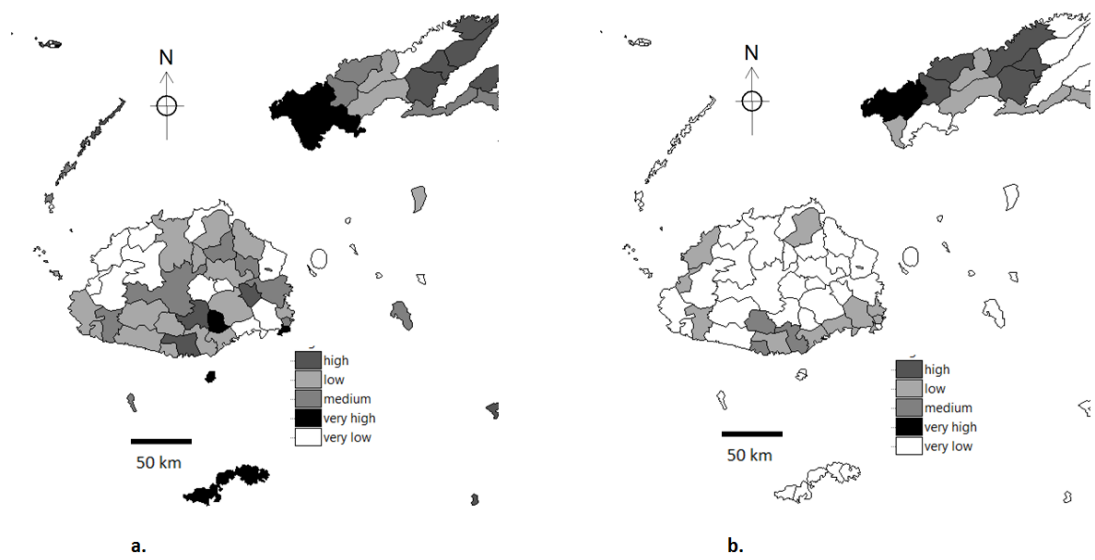 N
high
low
medium
very high
very low
50 km
a.
N
high
low
medium
very high
very low
50 km
b.